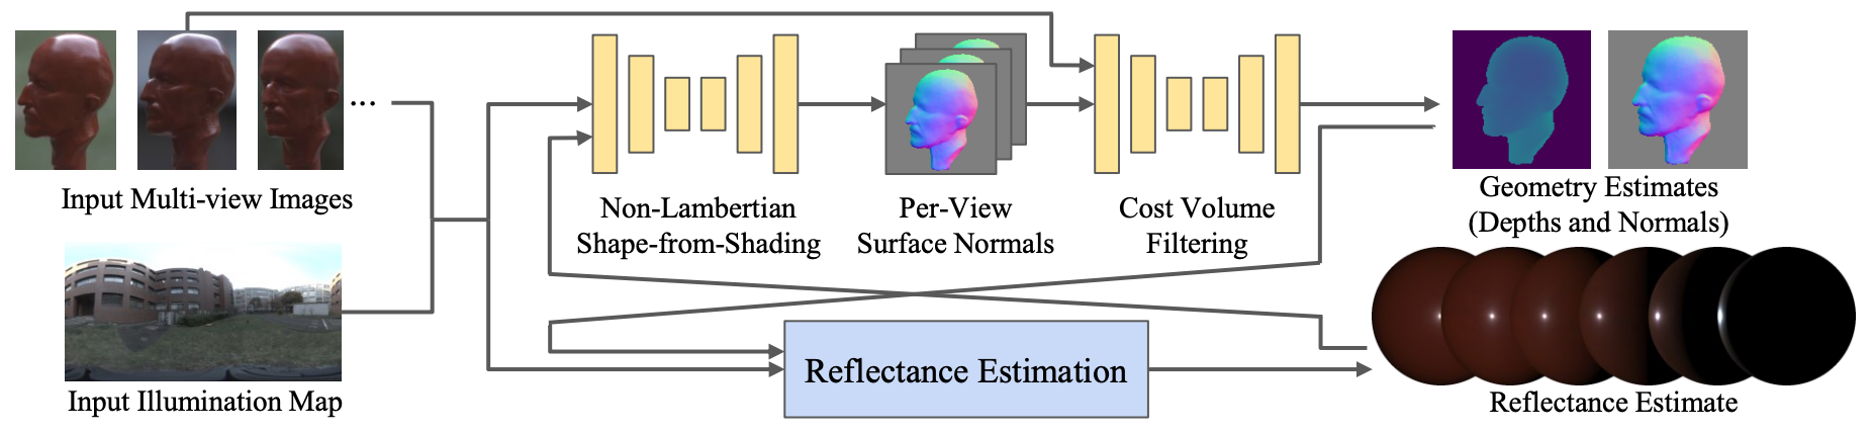 Input Multi-view Images
...
Input Illumination Map
Non-Lambertian
Shape-from-Shading
Per-View
Surface Normals
Cost Volume
Filtering
Geometry Estimates
(Depths and Normals)
Reflectance Estimation
Reflectance Estimate